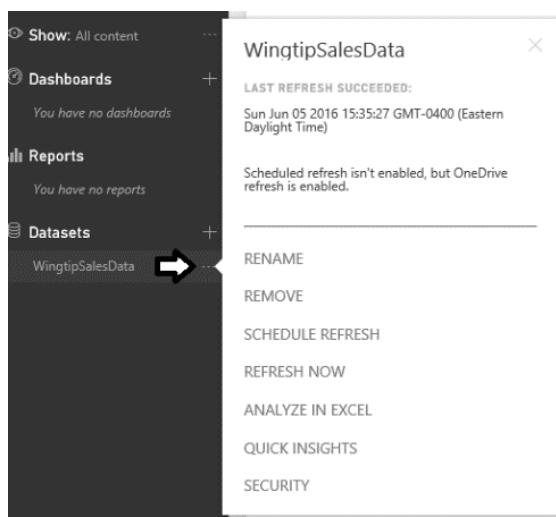 Show: All content ...
Dashboards +
You have no dashboards
Reports
You have no reports
Datasets +
WingtipSalesData ...
WingtipSalesData
LAST REFRESH SUCCEEDED:
Sun Jun 05 2016 15:35:27 GMT-0400 (Eastern
Daylight Time)
Scheduled refresh isn't enabled, but OneDrive
refresh is enabled.
RENAME
REMOVE
SCHEDULE REFRESH
REFRESH NOW
ANALYZE IN EXCEL
QUICK INSIGHTS
SECURITY